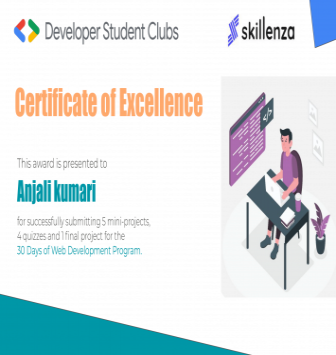 Developer Student Clubs
skillenza
Certificate of Excellence
This award is presented to
Anjali kumari
for successfully submitting 5 mini-projects,
4 quizzes and 1 final project for the
30 Days of Web Development Program.